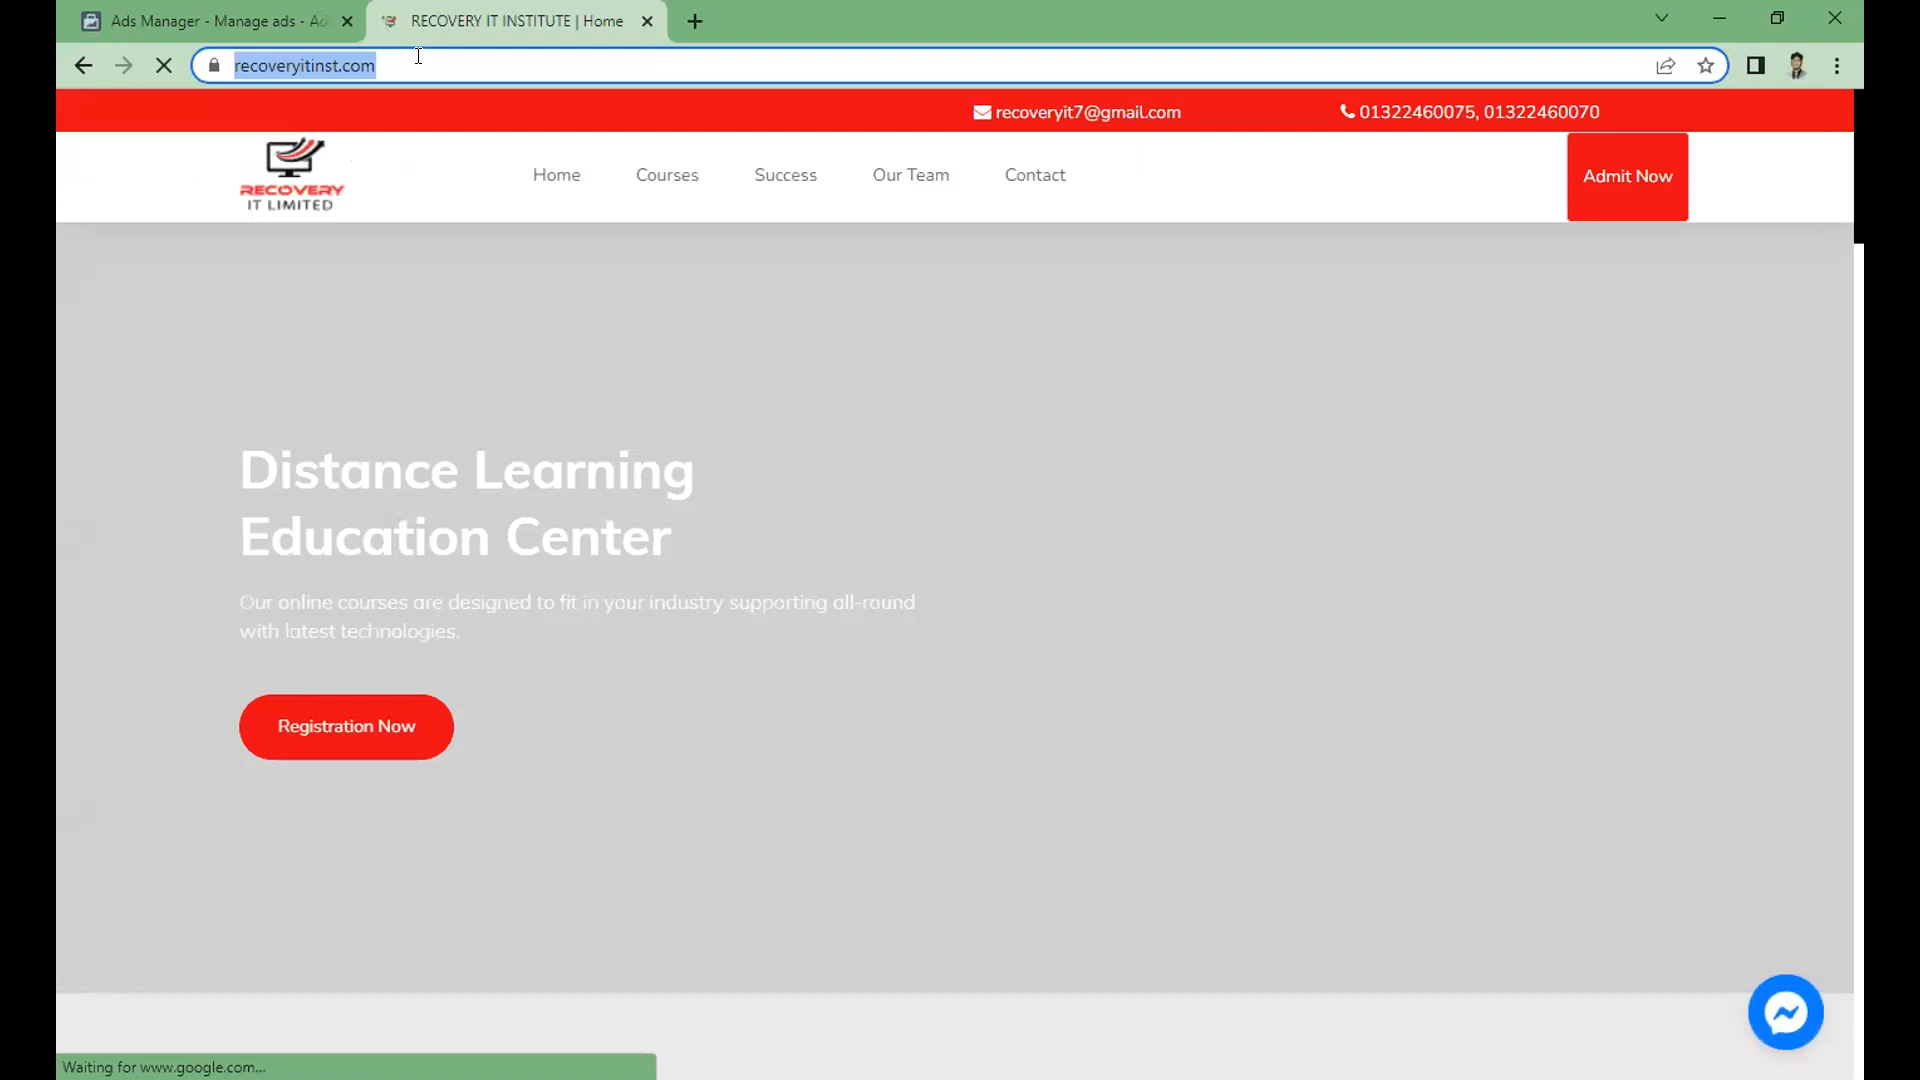 Ads Manager - Manage ads - Ad
RECOVERY IT INSTITUTE | Home
recoveryitinst.com
recoveryit7@gmail.com
01322460075, 01322460070
RECOVERY
IT LIMITED
Home
Courses
Success
Our Team
Contact
Admit Now
Distance Learning
Education Center
Our online courses are designed to fit in your industry supporting all-round
with latest technologies.
Registration Now
Waiting for www.google.com...